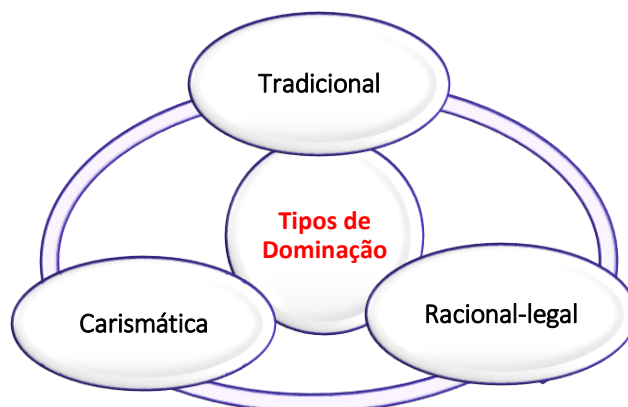 Tradicional
Tipos de
Dominação
Carismática
Racional-legal